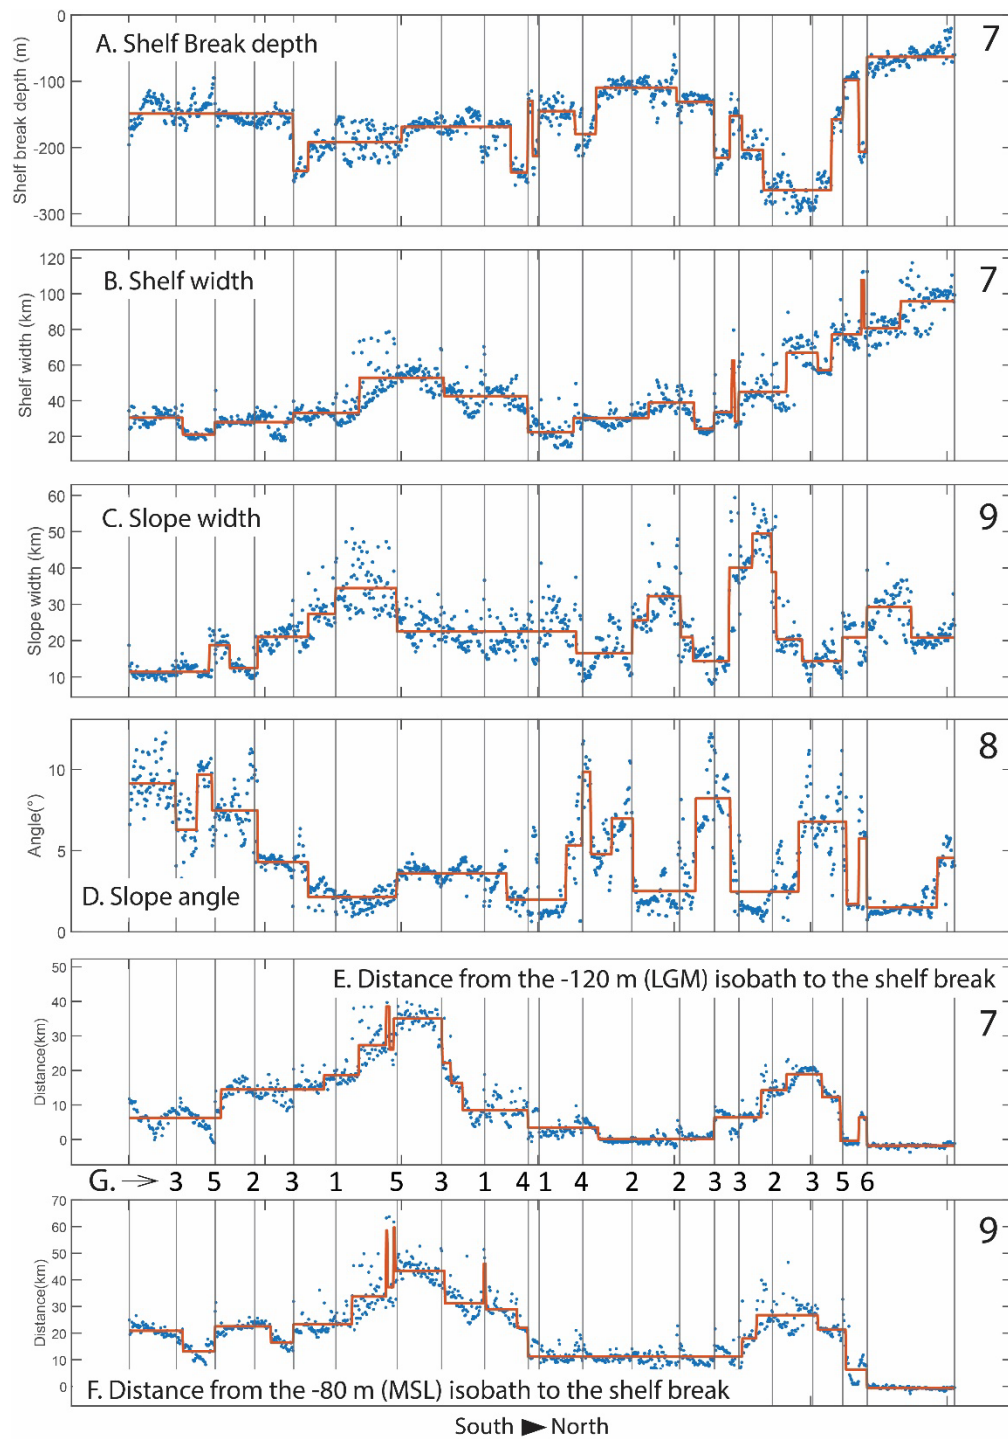 A. Shelf Break depth
7
Shelf break depth (m)
0
-100
-200
-300
B. Shelf width
7
Shelf width (km)
120
100
80
60
40
20
C. Slope width
9
Slope width (km)
60
50
40
30
20
10
8
Angle(°)
10
5
0
D. Slope angle
E. Distance from the -120 m (LGM) isobath to the shelf break
7
Distance(km)
50
40
30
20
10
0
G. → 3 5 2 3 1 5 3 1 4 1 4 2 2 3 3 2 3 5 6
9
Distance(km)
70
60
50
40
30
20
10
0
F. Distance from the -80 m (MSL) isobath to the shelf break
South ► North